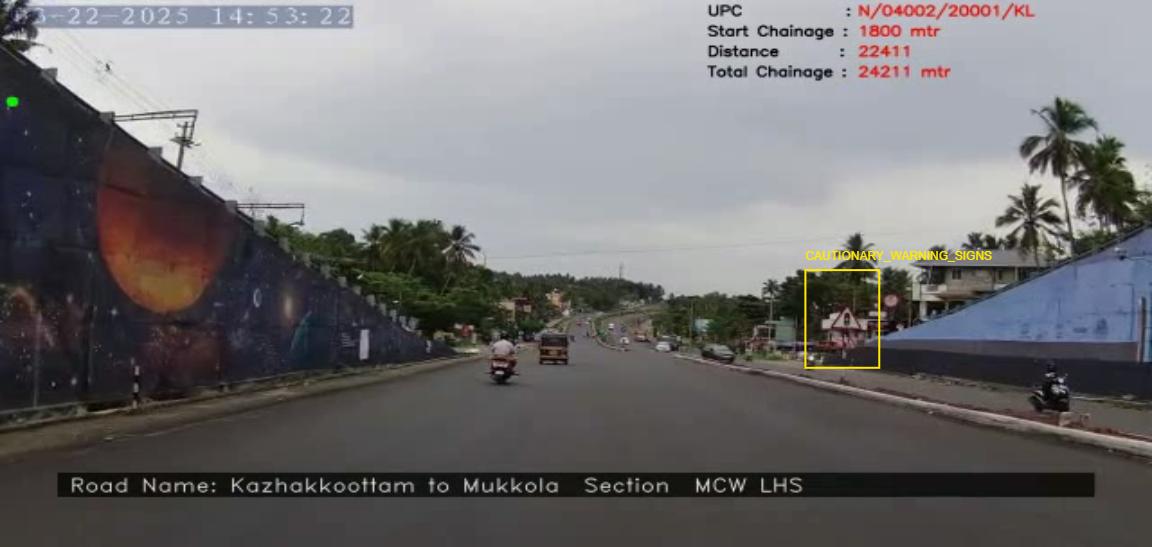 -22-2025 14:53:22
UPC : N/04002/20001/KL
Start Chainage : 1800 mtr
Distance : 22411
Total Chainage : 24211 mtr
CAUTIONARY_WARNING_SIGNS
Road Name: Kazhakkoottam to Mukkola Section MCW LHS